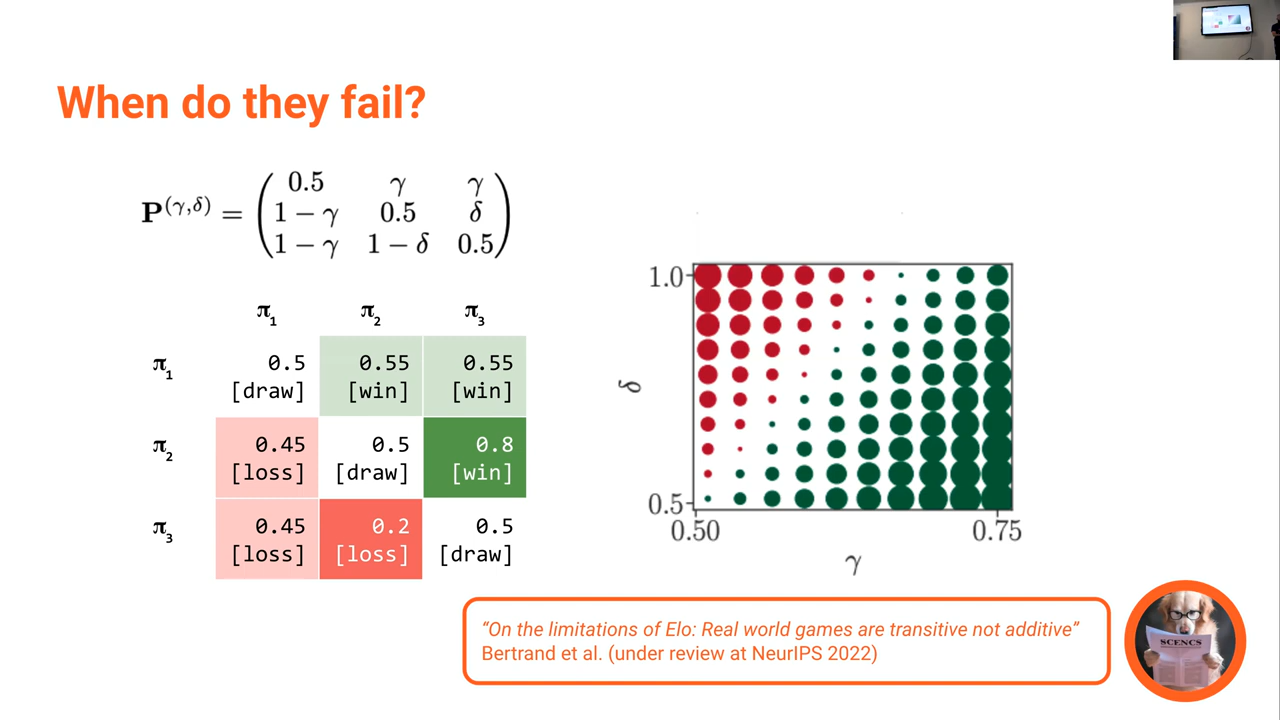 When do they fail?
P^(γ,δ) =
0.5 γ γ
1 − γ 0.5 δ
1 − γ 1 − δ 0.5
π1 π2 π3
π1 0.5 0.55 0.55
[draw] [win] [win]
π2 0.45 0.5 0.8
[loss] [draw] [win]
π3 0.45 0.2 0.5
[loss] [loss] [draw]
1.0
δ
0.5
0.50 0.75
γ
“On the limitations of Elo: Real world games are transitive not additive”
Bertrand et al. (under review at NeurIPS 2022)
SCENCS